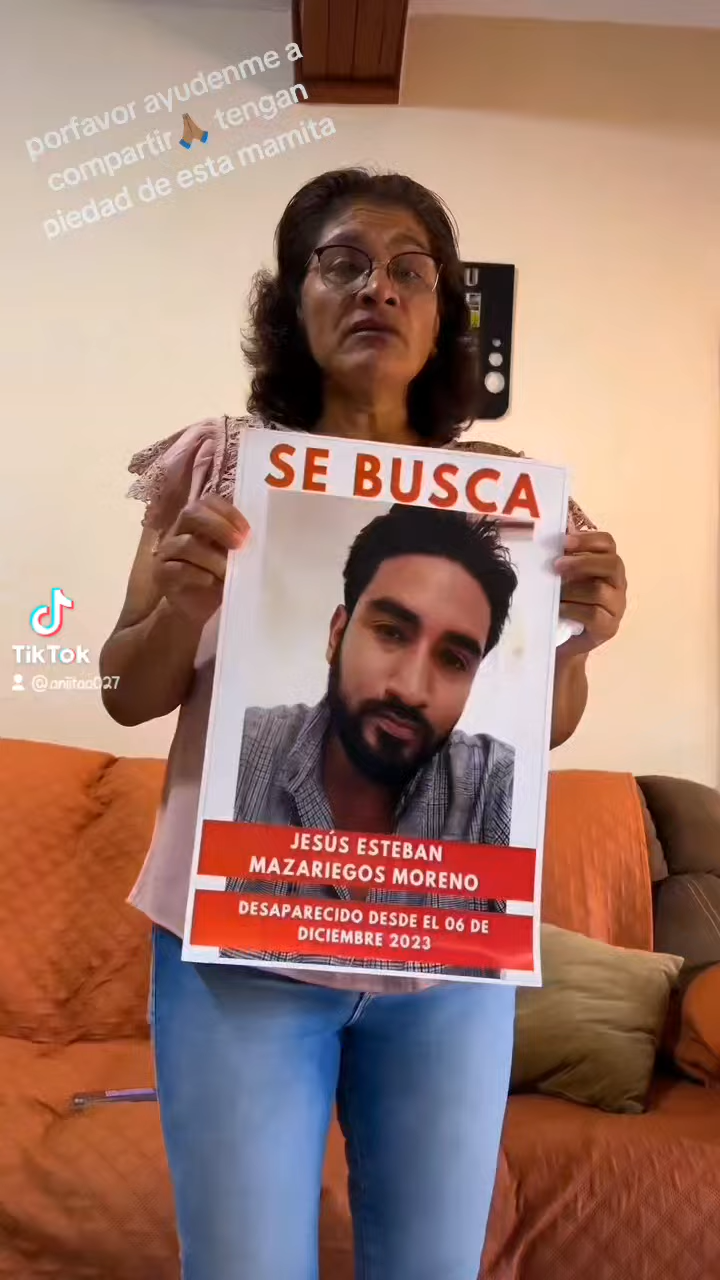 porfavor ayudenme a
compartir🙏🏽 tengan
piedad de esta mamita
SE BUSCA
TikTok
@aniitaa027
JESÚS ESTEBAN
MAZARIEGOS MORENO
DESAPARECIDO DESDE EL 06 DE
DICIEMBRE 2023